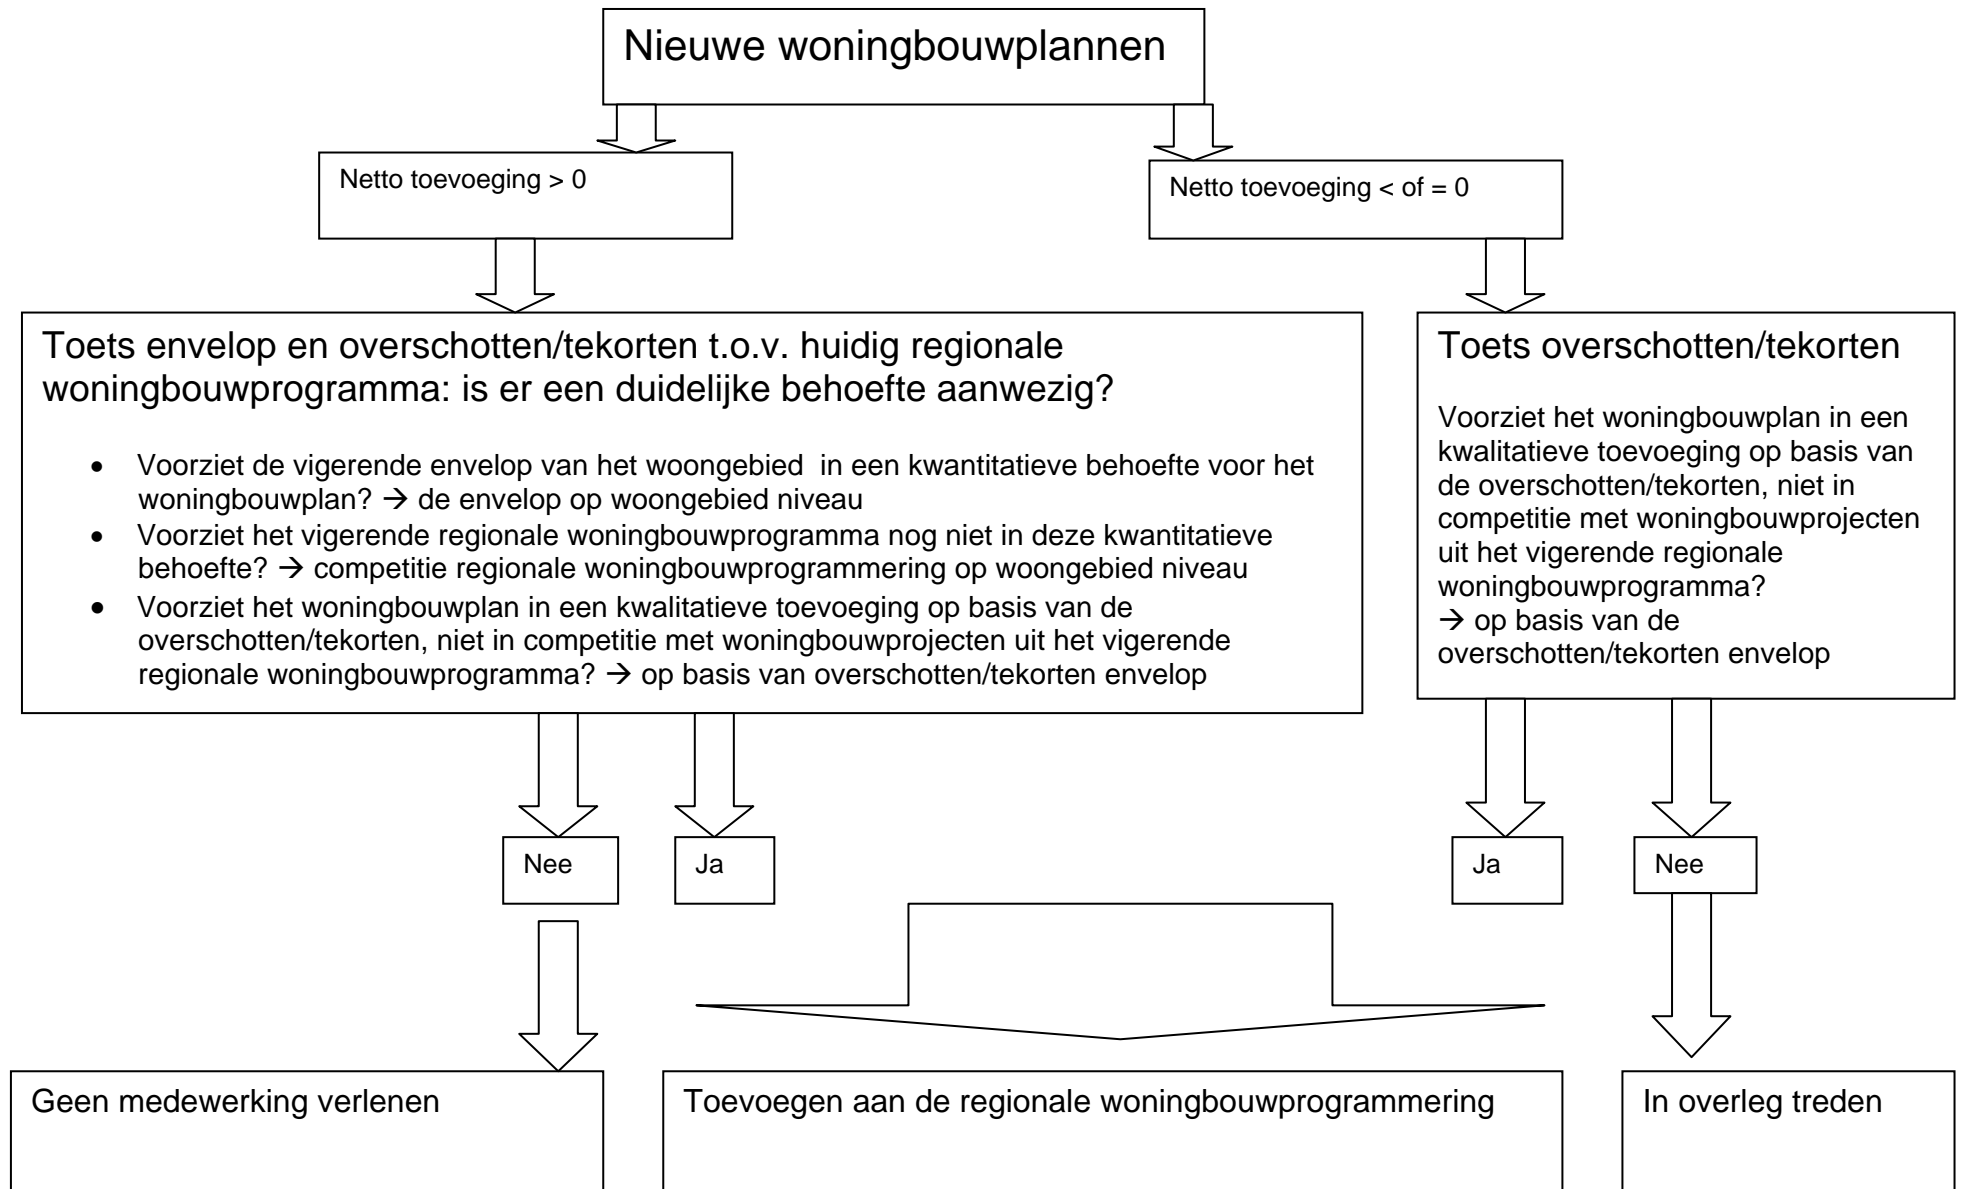 Nieuwe woningbouwplannen
Netto toevoeging > 0
Netto toevoeging < of = 0
Toets envelop en overschotten/tekorten t.o.v. huidig regionale
woningbouwprogramma: is er een duidelijke behoefte aanwezig?
• Voorziet de vigerende envelop van het woongebied in een kwantitatieve behoefte voor het
woningbouwplan? → de envelop op woongebied niveau
• Voorziet het vigerende regionale woningbouwprogramma nog niet in deze kwantitatieve
behoefte? → competitie regionale woningbouwprogrammering op woongebied niveau
• Voorziet het woningbouwplan in een kwalitatieve toevoeging op basis van de
overschotten/tekorten, niet in competitie met woningbouwprojecten uit het vigerende
regionale woningbouwprogramma? → op basis van overschotten/tekorten envelop
Toets overschotten/tekorten
Voorziet het woningbouwplan in een
kwalitatieve toevoeging op basis van
de overschotten/tekorten, niet in
competitie met woningbouwprojecten
uit het vigerende regionale
woningbouwprogramma?
→ op basis van de
overschotten/tekorten envelop
Nee
Ja
Ja
Nee
Geen medewerking verlenen
Toevoegen aan de regionale woningbouwprogrammering
In overleg treden